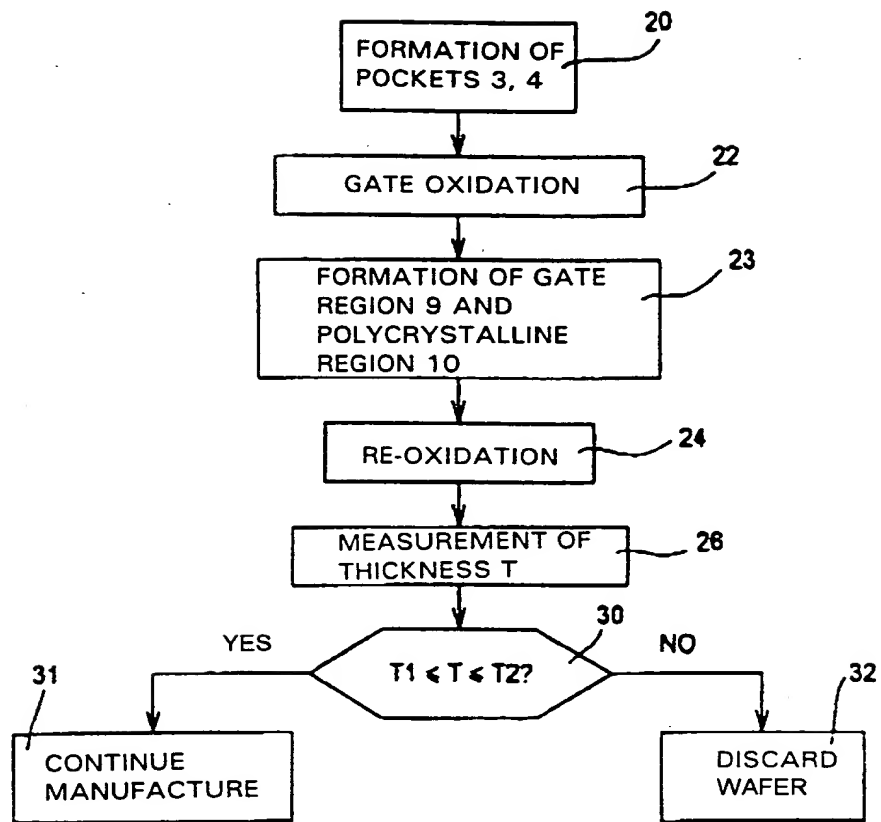 20
FORMATION OF
POCKETS 3, 4
22
GATE OXIDATION
23
FORMATION OF GATE
REGION 9 AND
POLYCRYSTALLINE
REGION 10
24
RE-OXIDATION
26
MEASUREMENT OF
THICKNESS T
30
YES
NO
T1 ⩽ T ⩽ T2?
31
32
CONTINUE
MANUFACTURE
DISCARD
WAFER